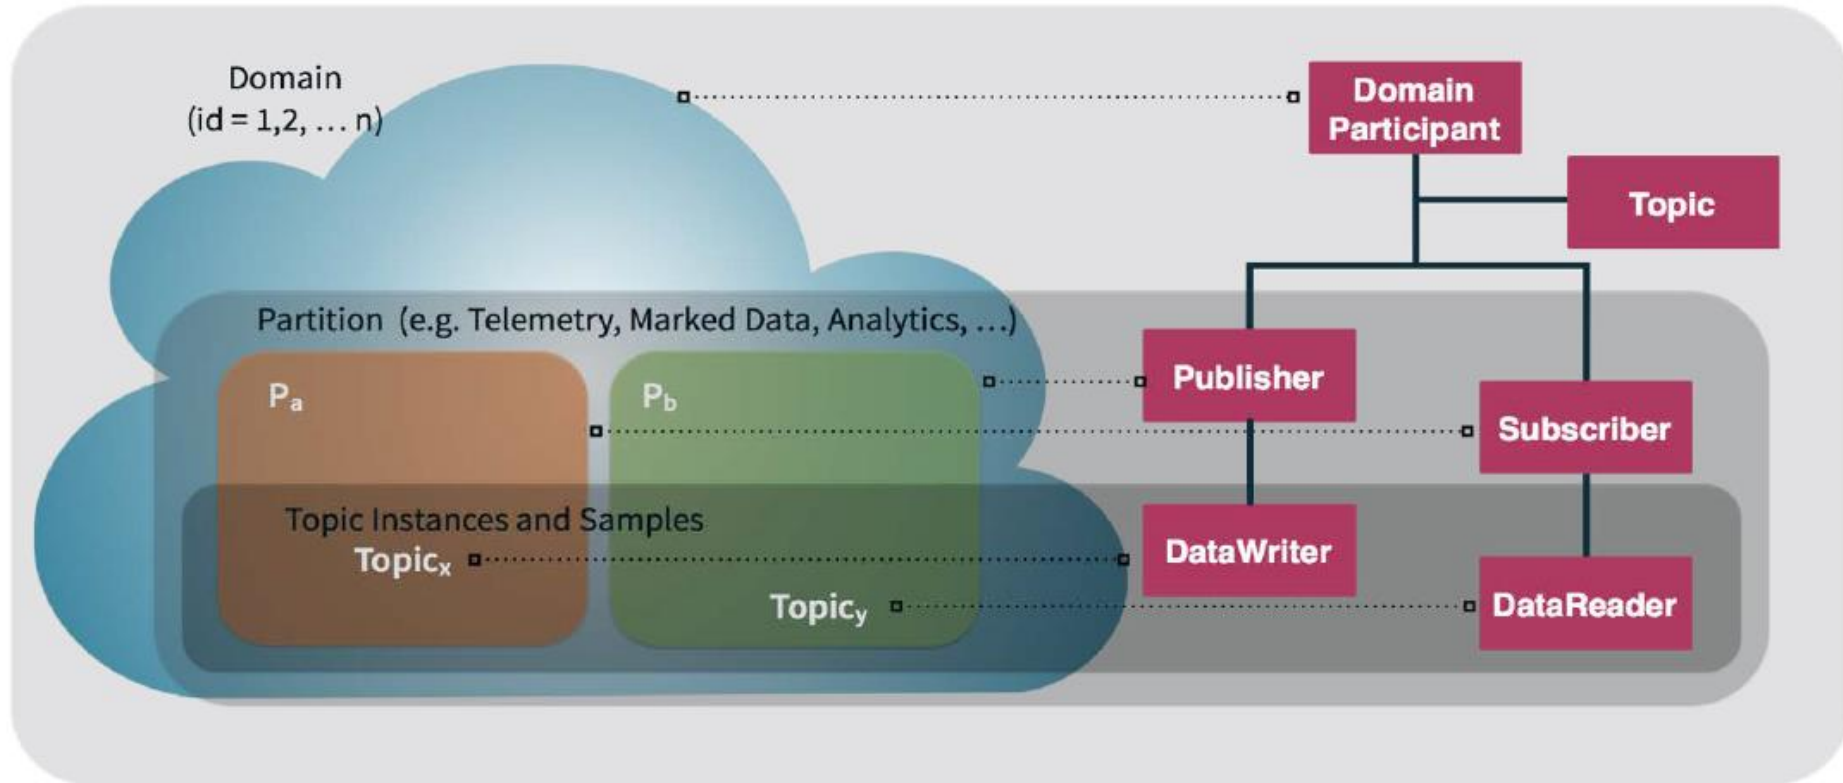 Domain
(id = 1,2, … n)
Domain
Participant
Topic
Partition (e.g. Telemetry, Marked Data, Analytics, …)
Pa
Pb
Publisher
Subscriber
Topic Instances and Samples
Topicx
DataWriter
Topicy
DataReader